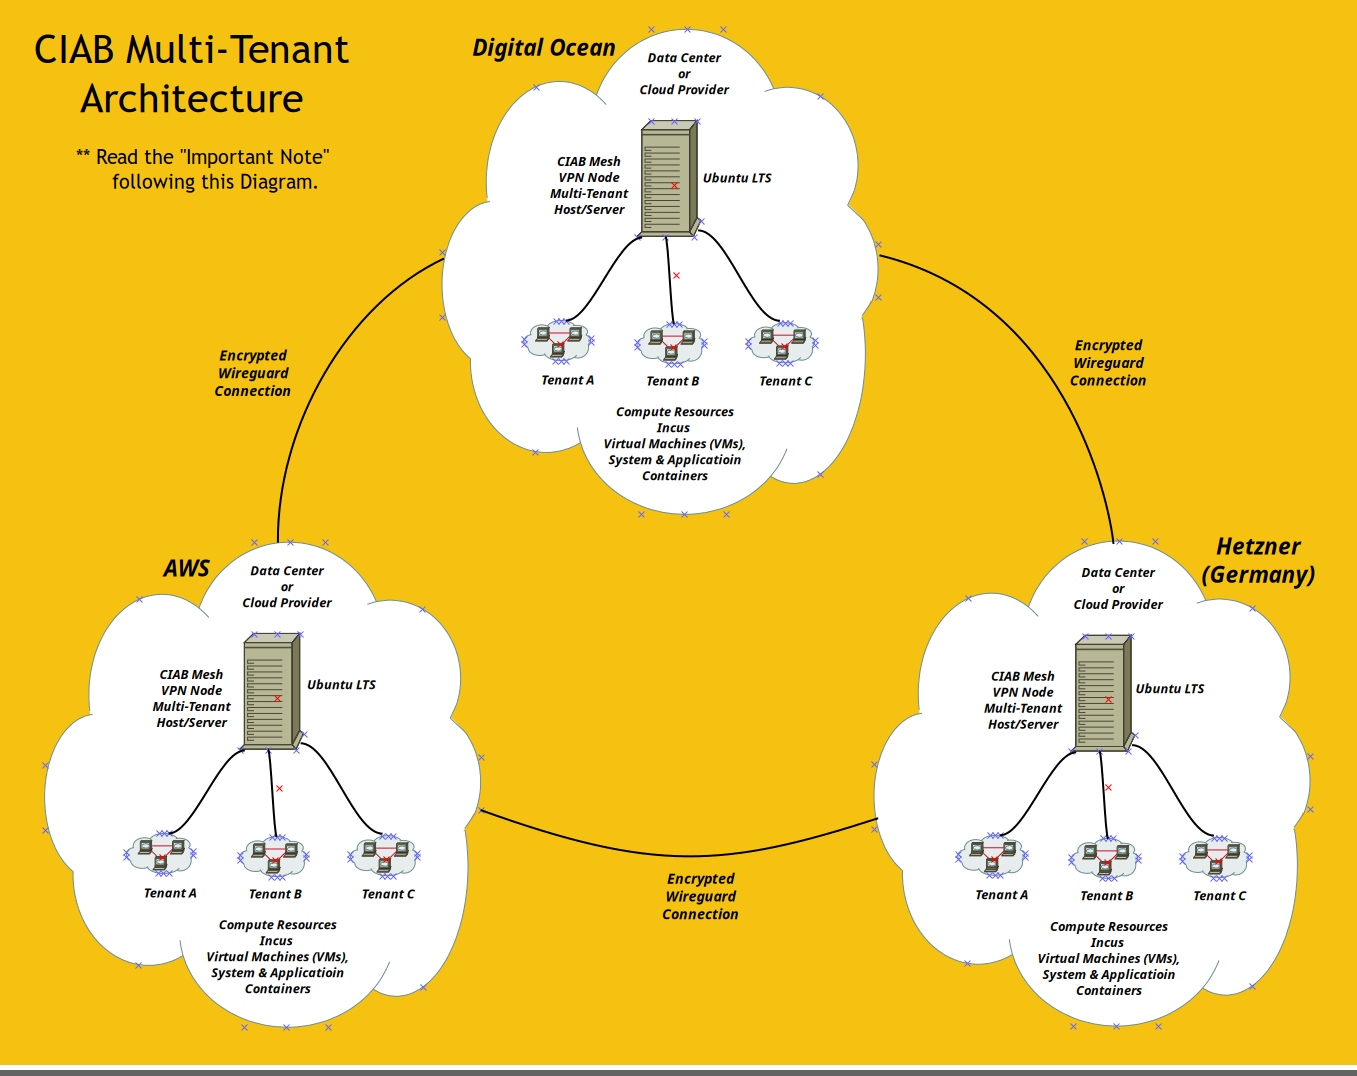 CIAB Multi-Tenant
Architecture
** Read the "Important Note"
following this Diagram.
Digital Ocean
Data Center
or
Cloud Provider
CIAB Mesh
VPN Node
Multi-Tenant
Host/Server
Ubuntu LTS
Tenant A
Tenant B
Tenant C
Compute Resources
Incus
Virtual Machines (VMs),
System & Applicatioin
Containers
Encrypted
Wireguard
Connection
Encrypted
Wireguard
Connection
AWS
Data Center
or
Cloud Provider
CIAB Mesh
VPN Node
Multi-Tenant
Host/Server
Ubuntu LTS
Tenant A
Tenant B
Tenant C
Compute Resources
Incus
Virtual Machines (VMs),
System & Applicatioin
Containers
Encrypted
Wireguard
Connection
Hetzner
(Germany)
Data Center
or
Cloud Provider
CIAB Mesh
VPN Node
Multi-Tenant
Host/Server
Ubuntu LTS
Tenant A
Tenant B
Tenant C
Compute Resources
Incus
Virtual Machines (VMs),
System & Applicatioin
Containers